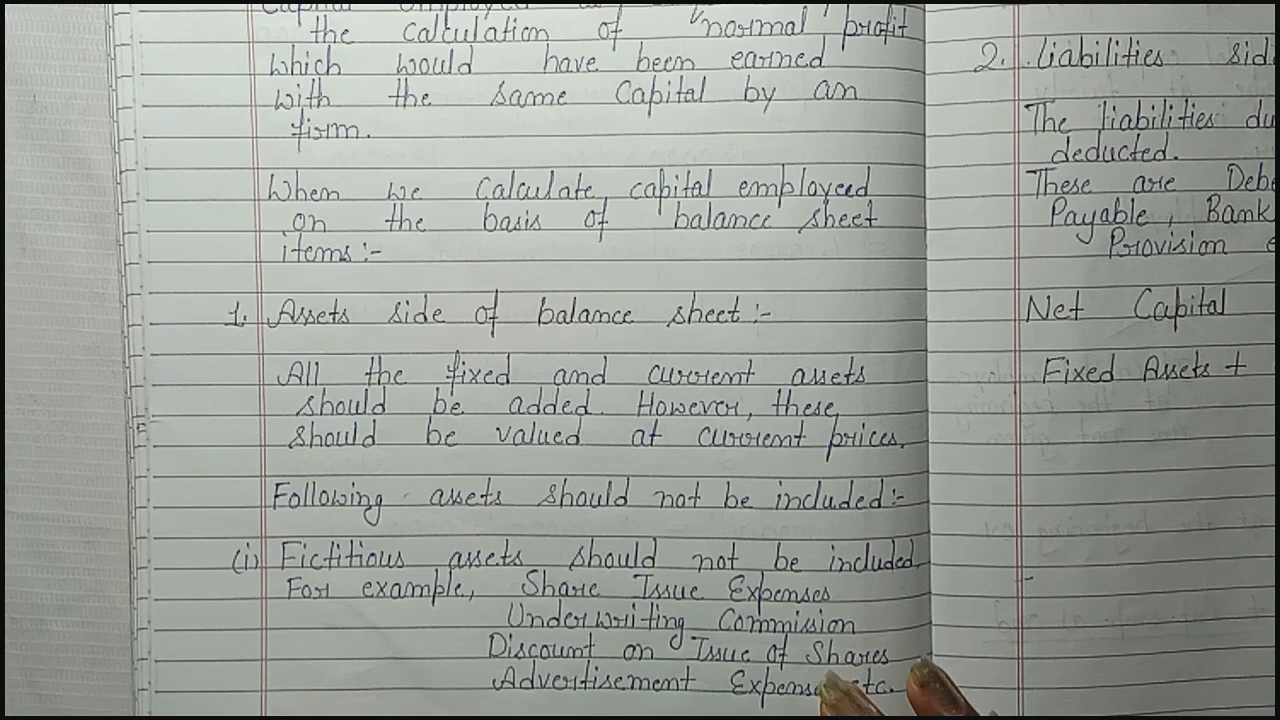 Capital employed
the calculation of "normal profit
which would have been earned
with the same capital by an
firm.
When we calculate capital employeed
on the basis of balance sheet
items:-
1. Assets side of balance sheet:-
All the fixed and current assets
should be added. However, these
should be valued at current prices.
Following assets should not be included:-
(i) Fictitious assets should not be included.
For example, Share Issue Expenses
Underwriting Commission
Discount on Issue of Shares
Advertisement Expense etc.
2. Liabilities
The liabilities
deducted.
These are
Payable, Bank
Provision
Net Capital
Fixed Assets +